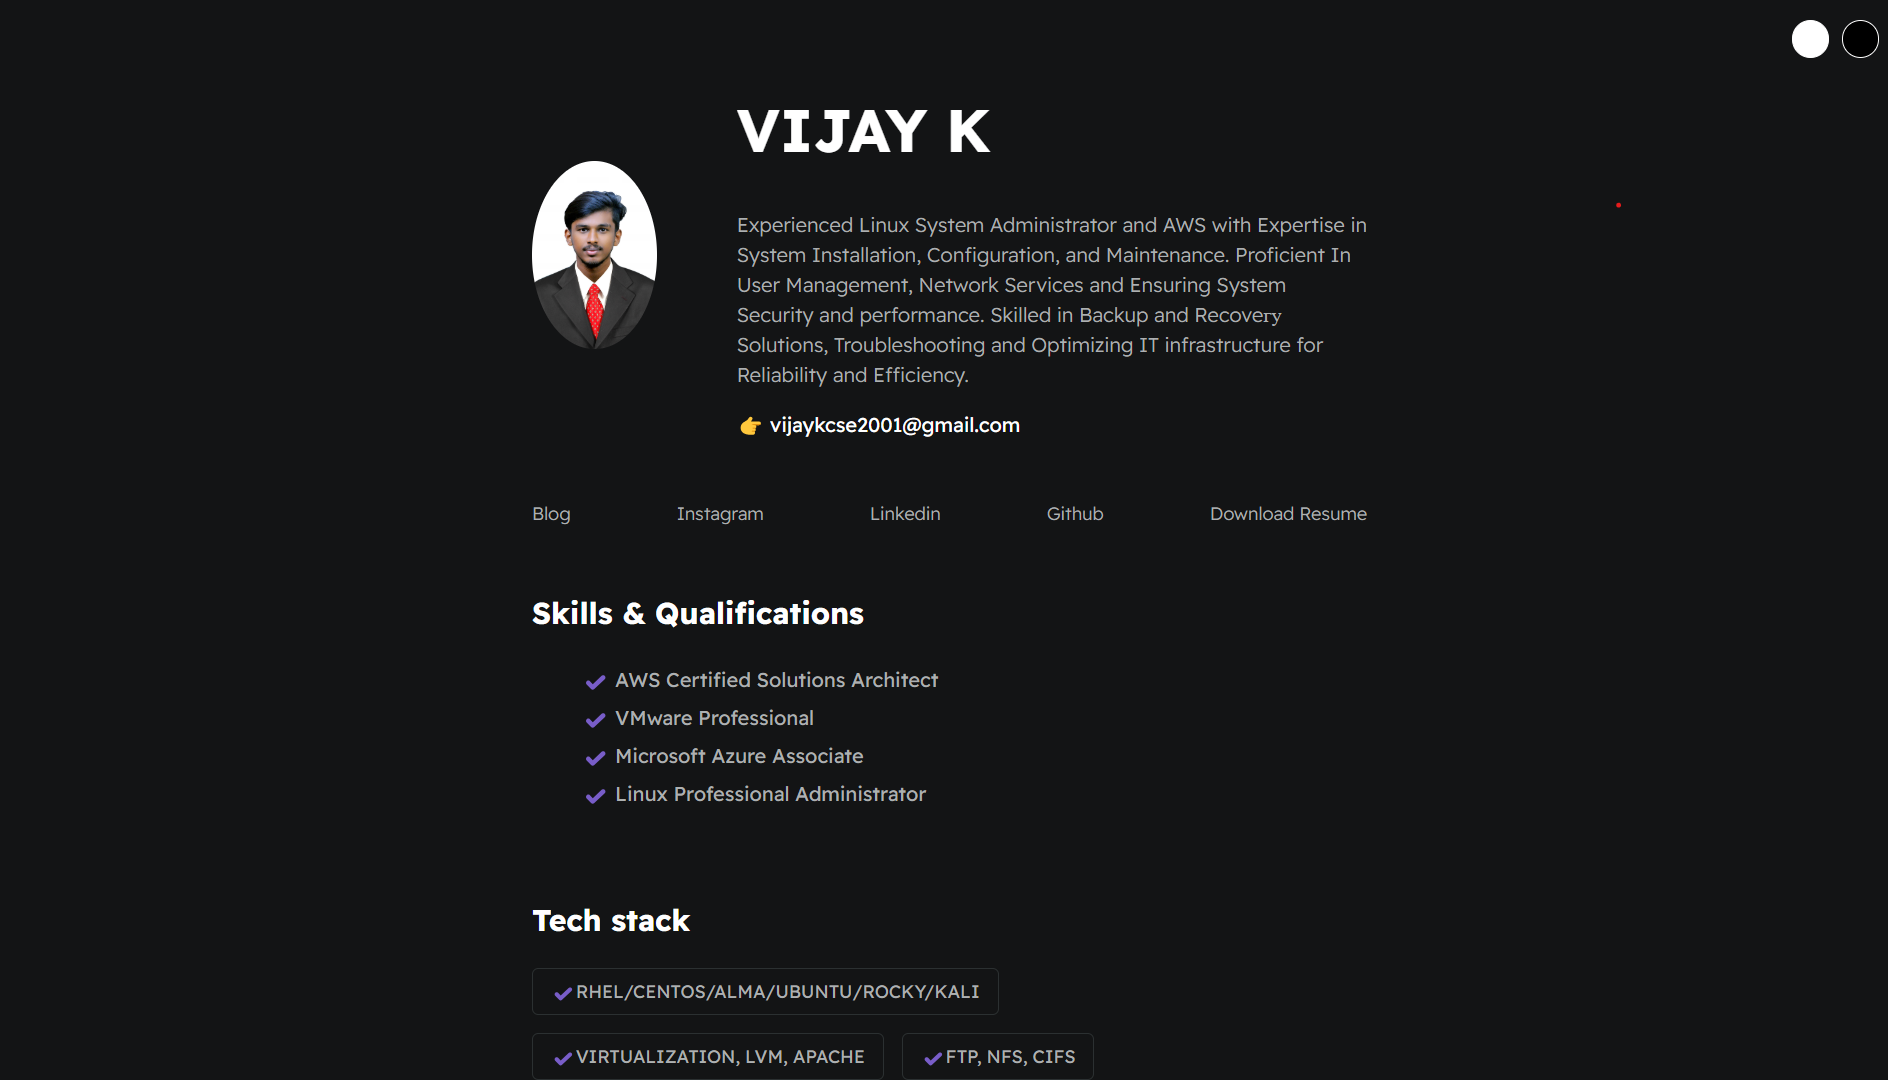 VIJAY K
Experienced Linux System Administrator and AWS with Expertise in
System Installation, Configuration, and Maintenance. Proficient In
User Management, Network Services and Ensuring System
Security and performance. Skilled in Backup and Recovery
Solutions, Troubleshooting and Optimizing IT infrastructure for
Reliability and Efficiency.
👉 vijaykcse2001@gmail.com
Blog Instagram Linkedin Github Download Resume
Skills & Qualifications
AWS Certified Solutions Architect
VMware Professional
Microsoft Azure Associate
Linux Professional Administrator
Tech stack
RHEL/CENTOS/ALMA/UBUNTU/ROCKY/KALI
VIRTUALIZATION, LVM, APACHE FTP, NFS, CIFS